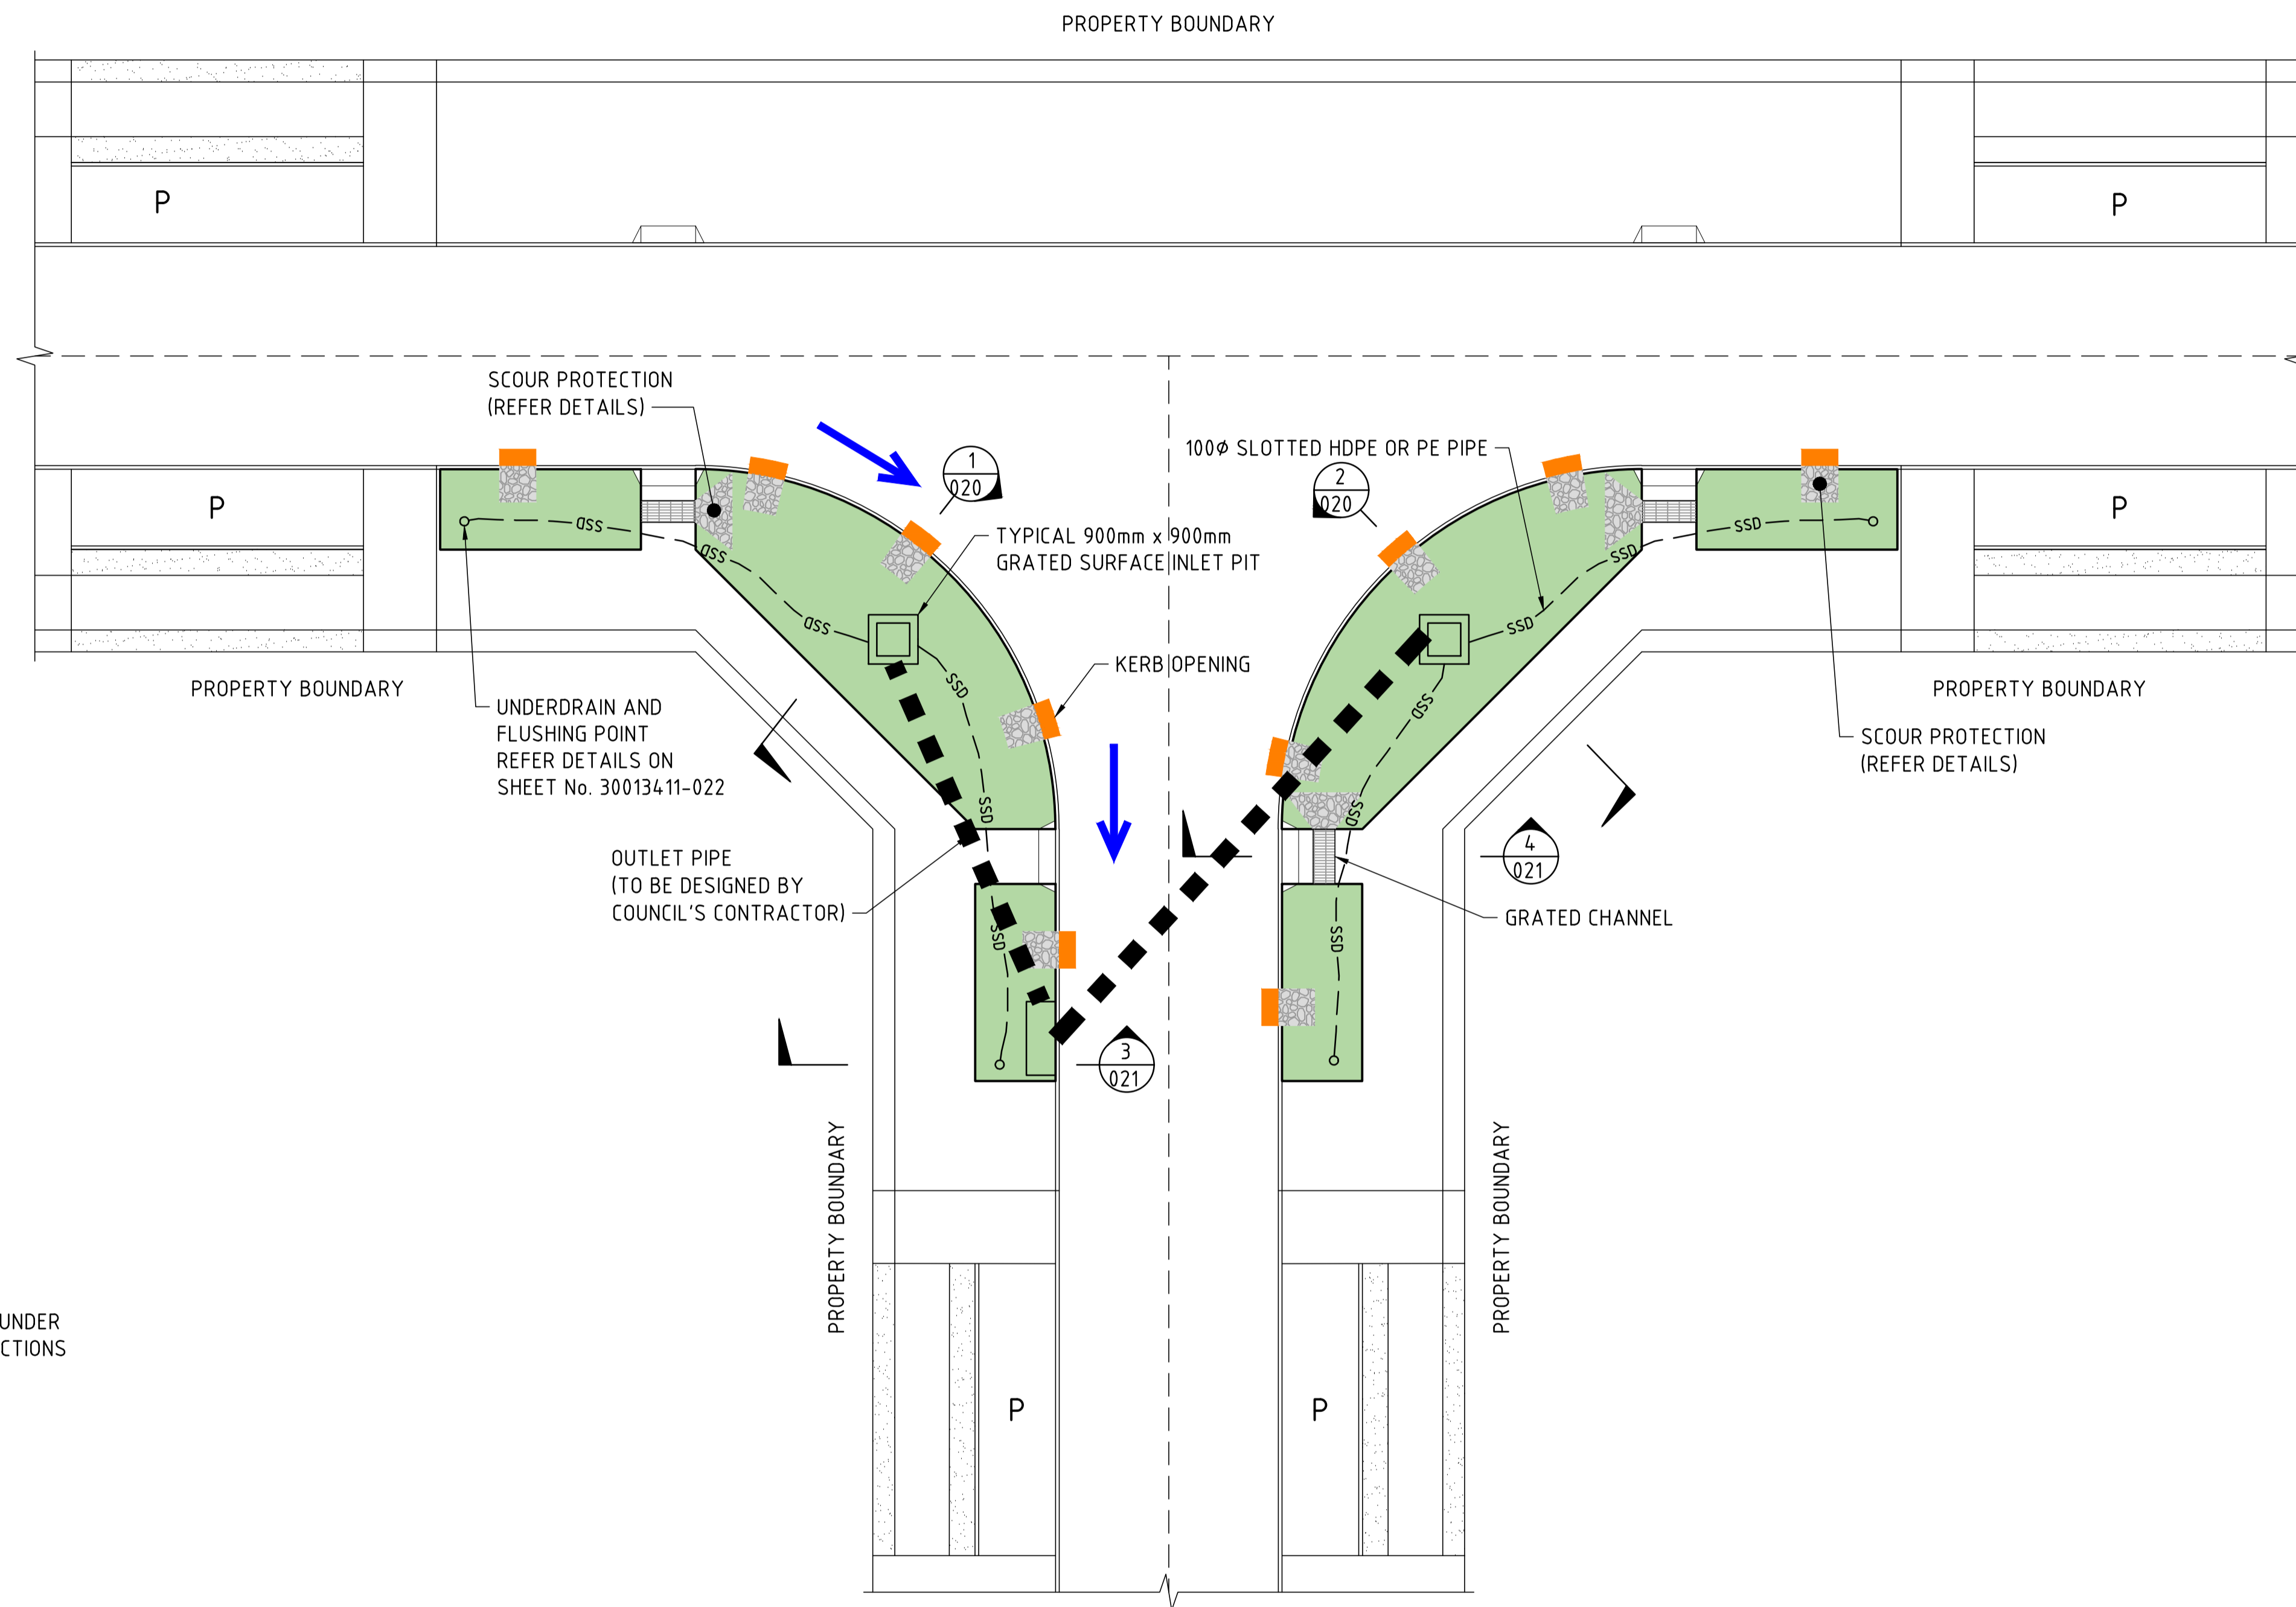 PROPERTY BOUNDARY
P
P
SCOUR PROTECTION
(REFER DETAILS)
1
020
100Ø SLOTTED HDPE OR PE PIPE
2
020
P
P
SSD
SSD
SSD
SSD
SSD
SSD
TYPICAL 900mm x 900mm
GRATED SURFACE INLET PIT
KERB OPENING
SSD
SSD
PROPERTY BOUNDARY
PROPERTY BOUNDARY
UNDERDRAIN AND
FLUSHING POINT
REFER DETAILS ON
SHEET No. 30013411-022
SCOUR PROTECTION
(REFER DETAILS)
SSD
SSD
OUTLET PIPE
(TO BE DESIGNED BY
COUNCIL'S CONTRACTOR)
4
021
GRATED CHANNEL
SSD
SSD
3
021
PROPERTY BOUNDARY
PROPERTY BOUNDARY
UNDER
CTIONS
P
P